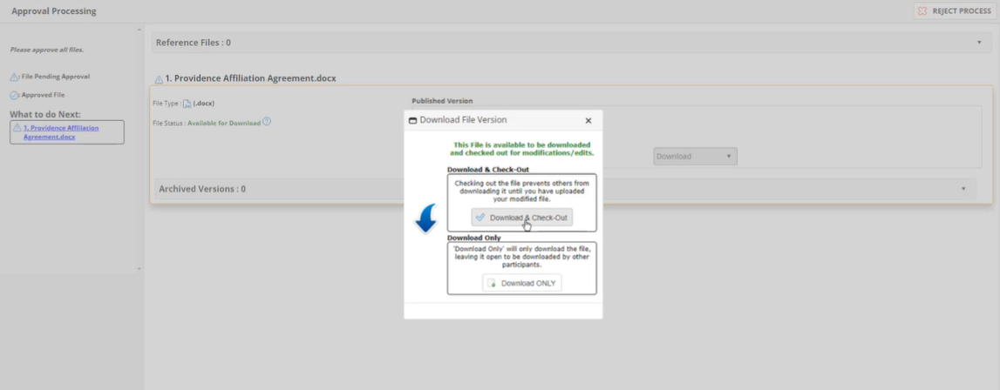 Approval Processing
REJECT PROCESS
Please approve all files.
: File Pending Approval
: Approved File
What to do Next:
1. Providence Affiliation
Agreement.docx
Reference Files : 0
1. Providence Affiliation Agreement.docx
File Type : (.docx)
File Status : Available for Download
Published Version
Download
Archived Versions : 0
Download File Version
This File is available to be downloaded
and checked out for modifications/edits.
Download & Check-Out
Checking out the file prevents others from
downloading it until you have uploaded
your modified file.
Download & Check-Out
Download Only
'Download Only' will only download the file,
leaving it open to be downloaded by other
participants.
Download ONLY